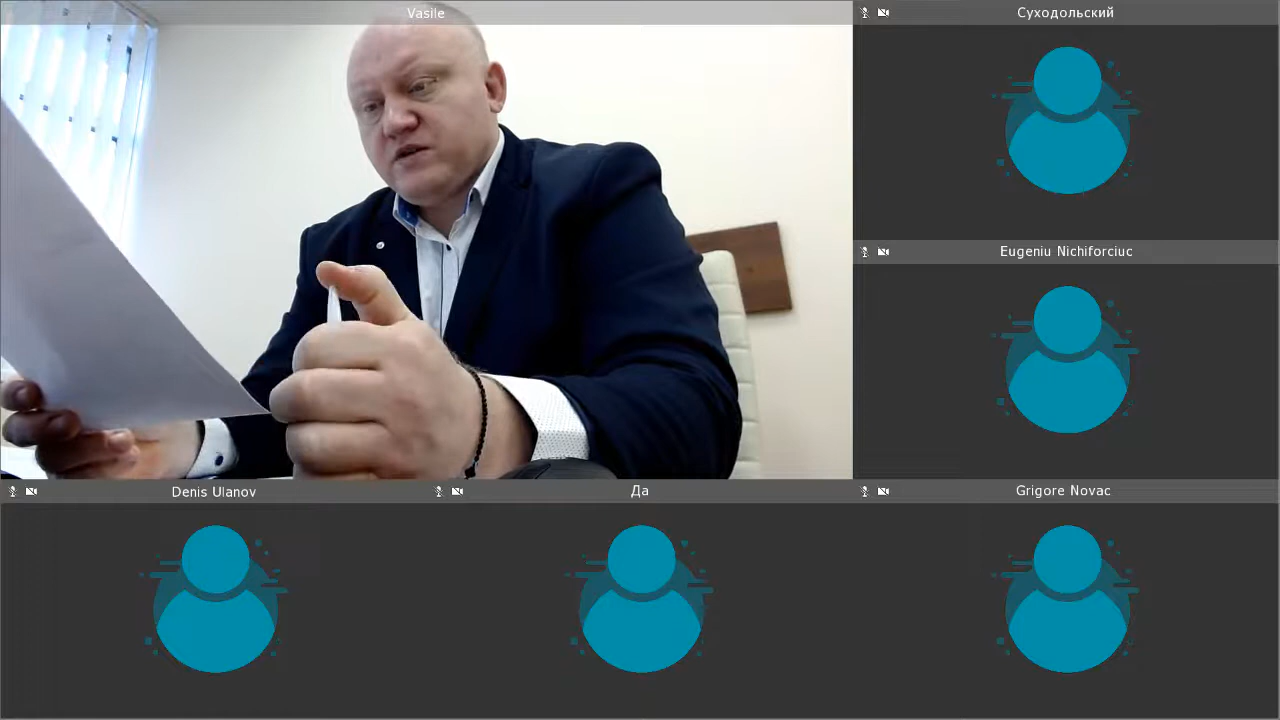 Vasile
Суходольский
Eugeniu Nichiforciuc
Denis Ulanov
Да
Grigore Novac